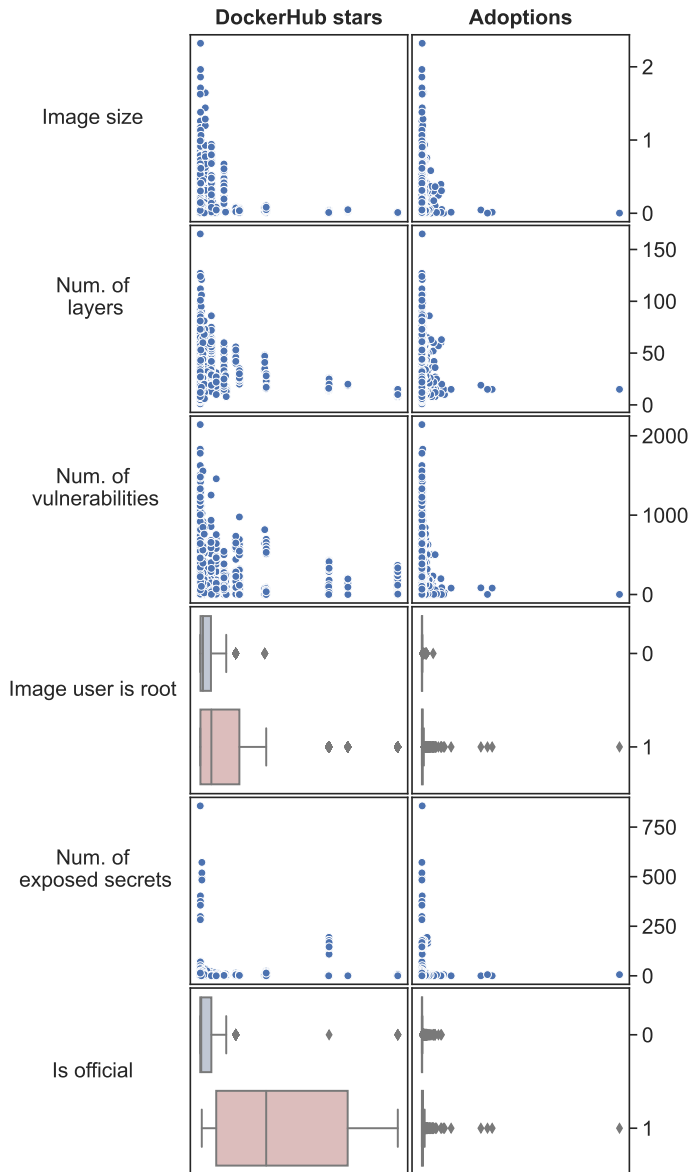 DockerHub stars
Adoptions
Image size
2
1
0
Num. of
layers
150
100
50
0
Num. of
vulnerabilities
2000
1000
0
Image user is root
0
1
Num. of
exposed secrets
750
500
250
0
Is official
0
1